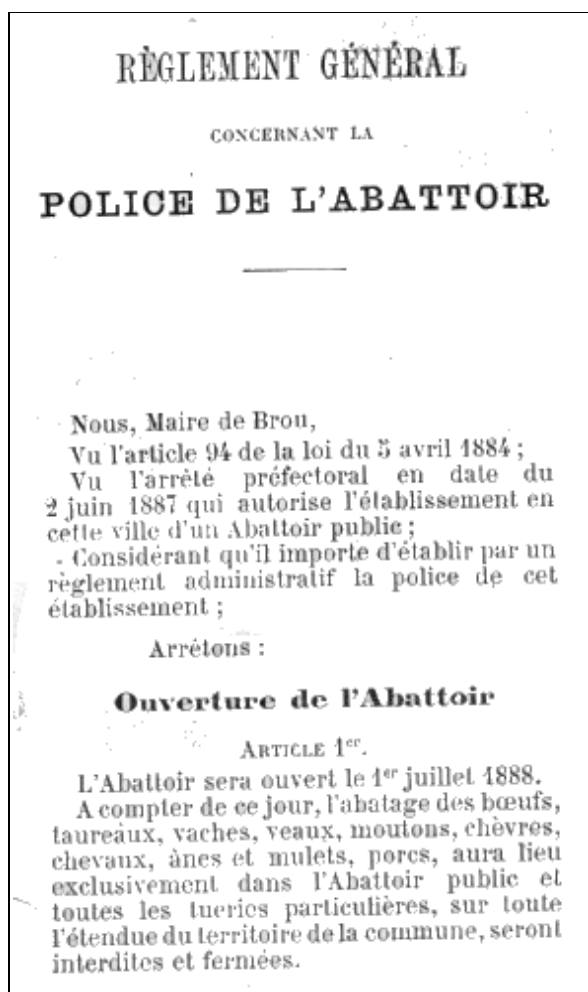 RÈGLEMENT GÉNÉRAL
CONCERNANT LA
POLICE DE L'ABATTOIR
Nous, Maire de Brou,
Vu l'article 94 de la loi du 5 avril 1884 ;
Vu l'arrêté préfectoral en date du
2 juin 1887 qui autorise l'établissement en
cette ville d'un Abattoir public ;
Considérant qu'il importe d'établir par un
règlement administratif la police de cet
établissement ;
Arrêtons :
Ouverture de l'Abattoir
ARTICLE 1er.
L'Abattoir sera ouvert le 1er juillet 1888.
A compter de ce jour, l'abatage des bœufs,
taureaux, vaches, veaux, moutons, chèvres,
chevaux, ânes et mulets, porcs, aura lieu
exclusivement dans l'Abattoir public et
toutes les tueries particulières, sur toute
l'étendue du territoire de la commune, seront
interdites et fermées.